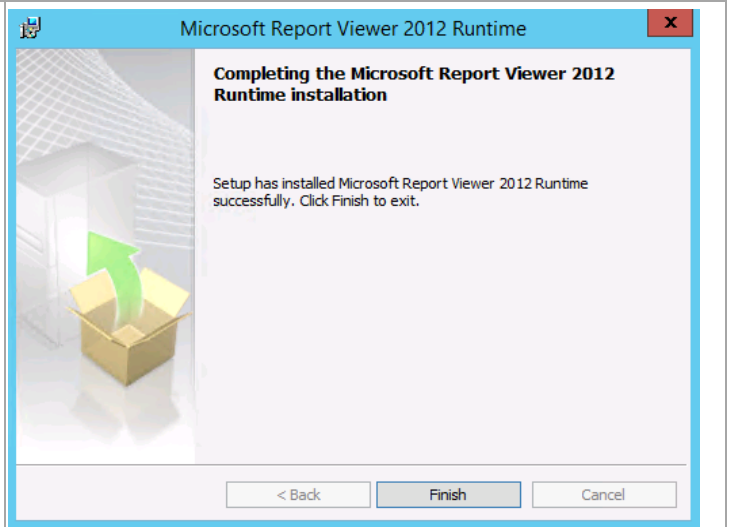 Microsoft Report Viewer 2012 Runtime
x
Completing the Microsoft Report Viewer 2012
Runtime installation
Setup has installed Microsoft Report Viewer 2012 Runtime
successfully. Click Finish to exit.
< Back
Finish
Cancel